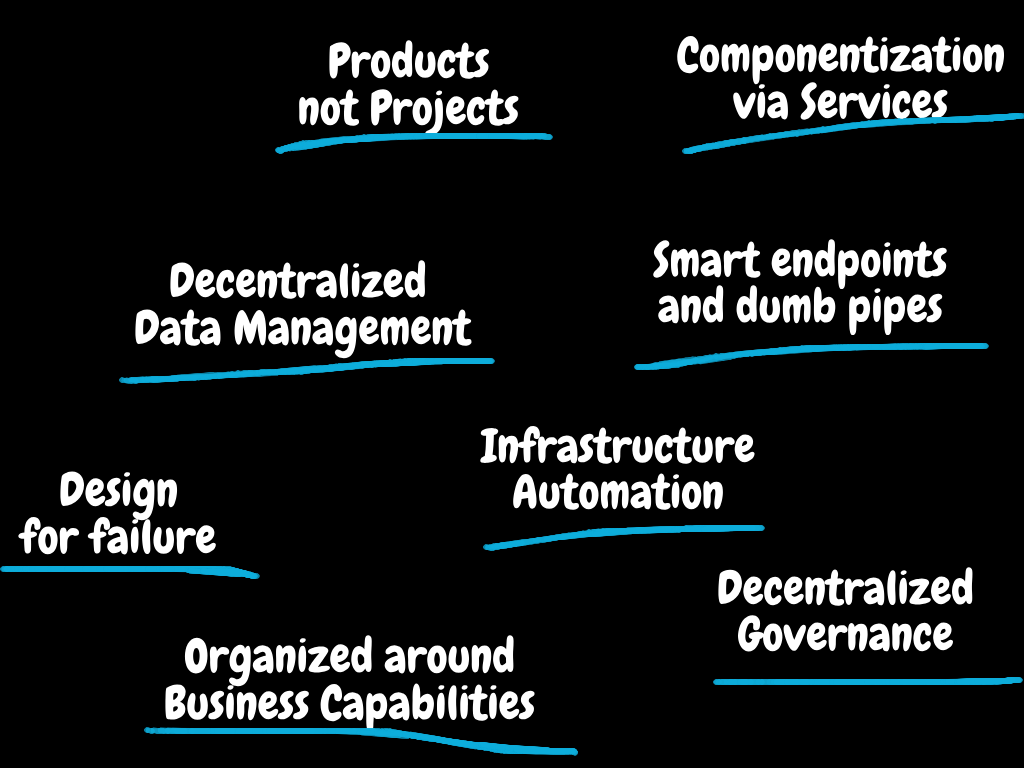 Products
not Projects
Componentization
via Services
Decentralized
Data Management
Smart endpoints
and dumb pipes
Infrastructure
Automation
Design
for failure
Decentralized
Governance
Organized around
Business Capabilities